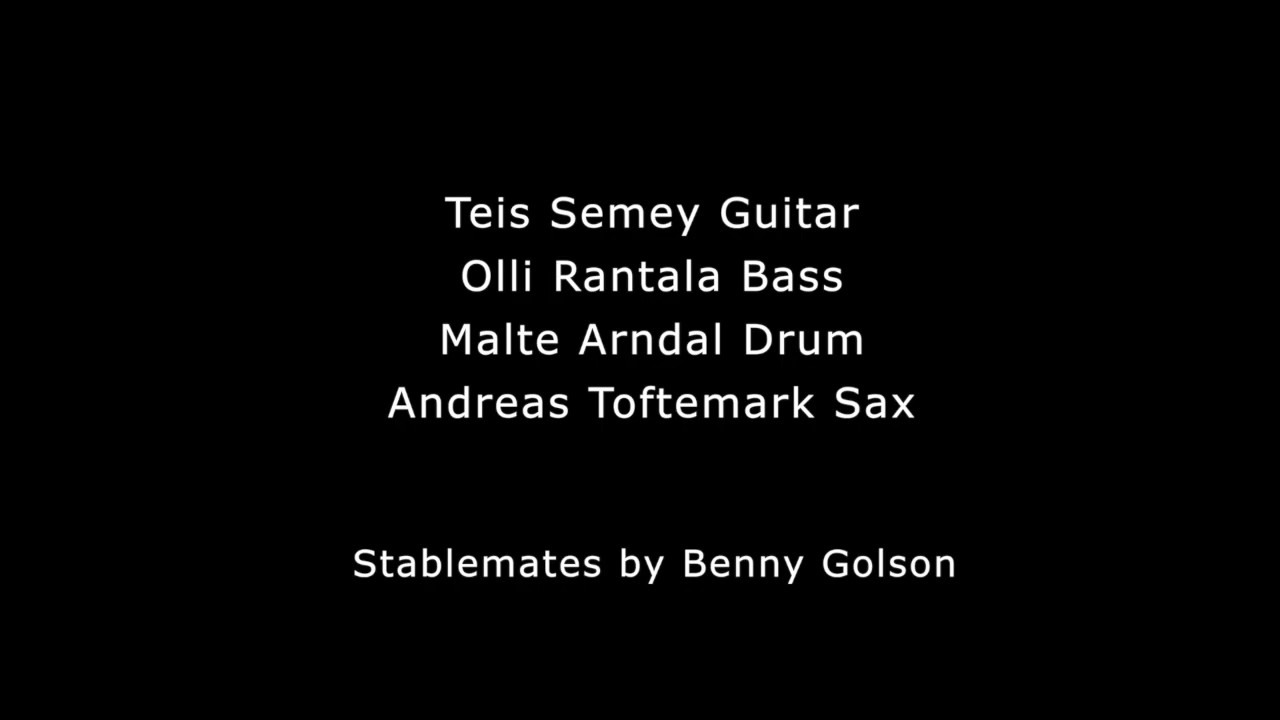 Teis Semey Guitar
Olli Rantala Bass
Malte Arndal Drum
Andreas Toftemark Sax
Stablemates by Benny Golson